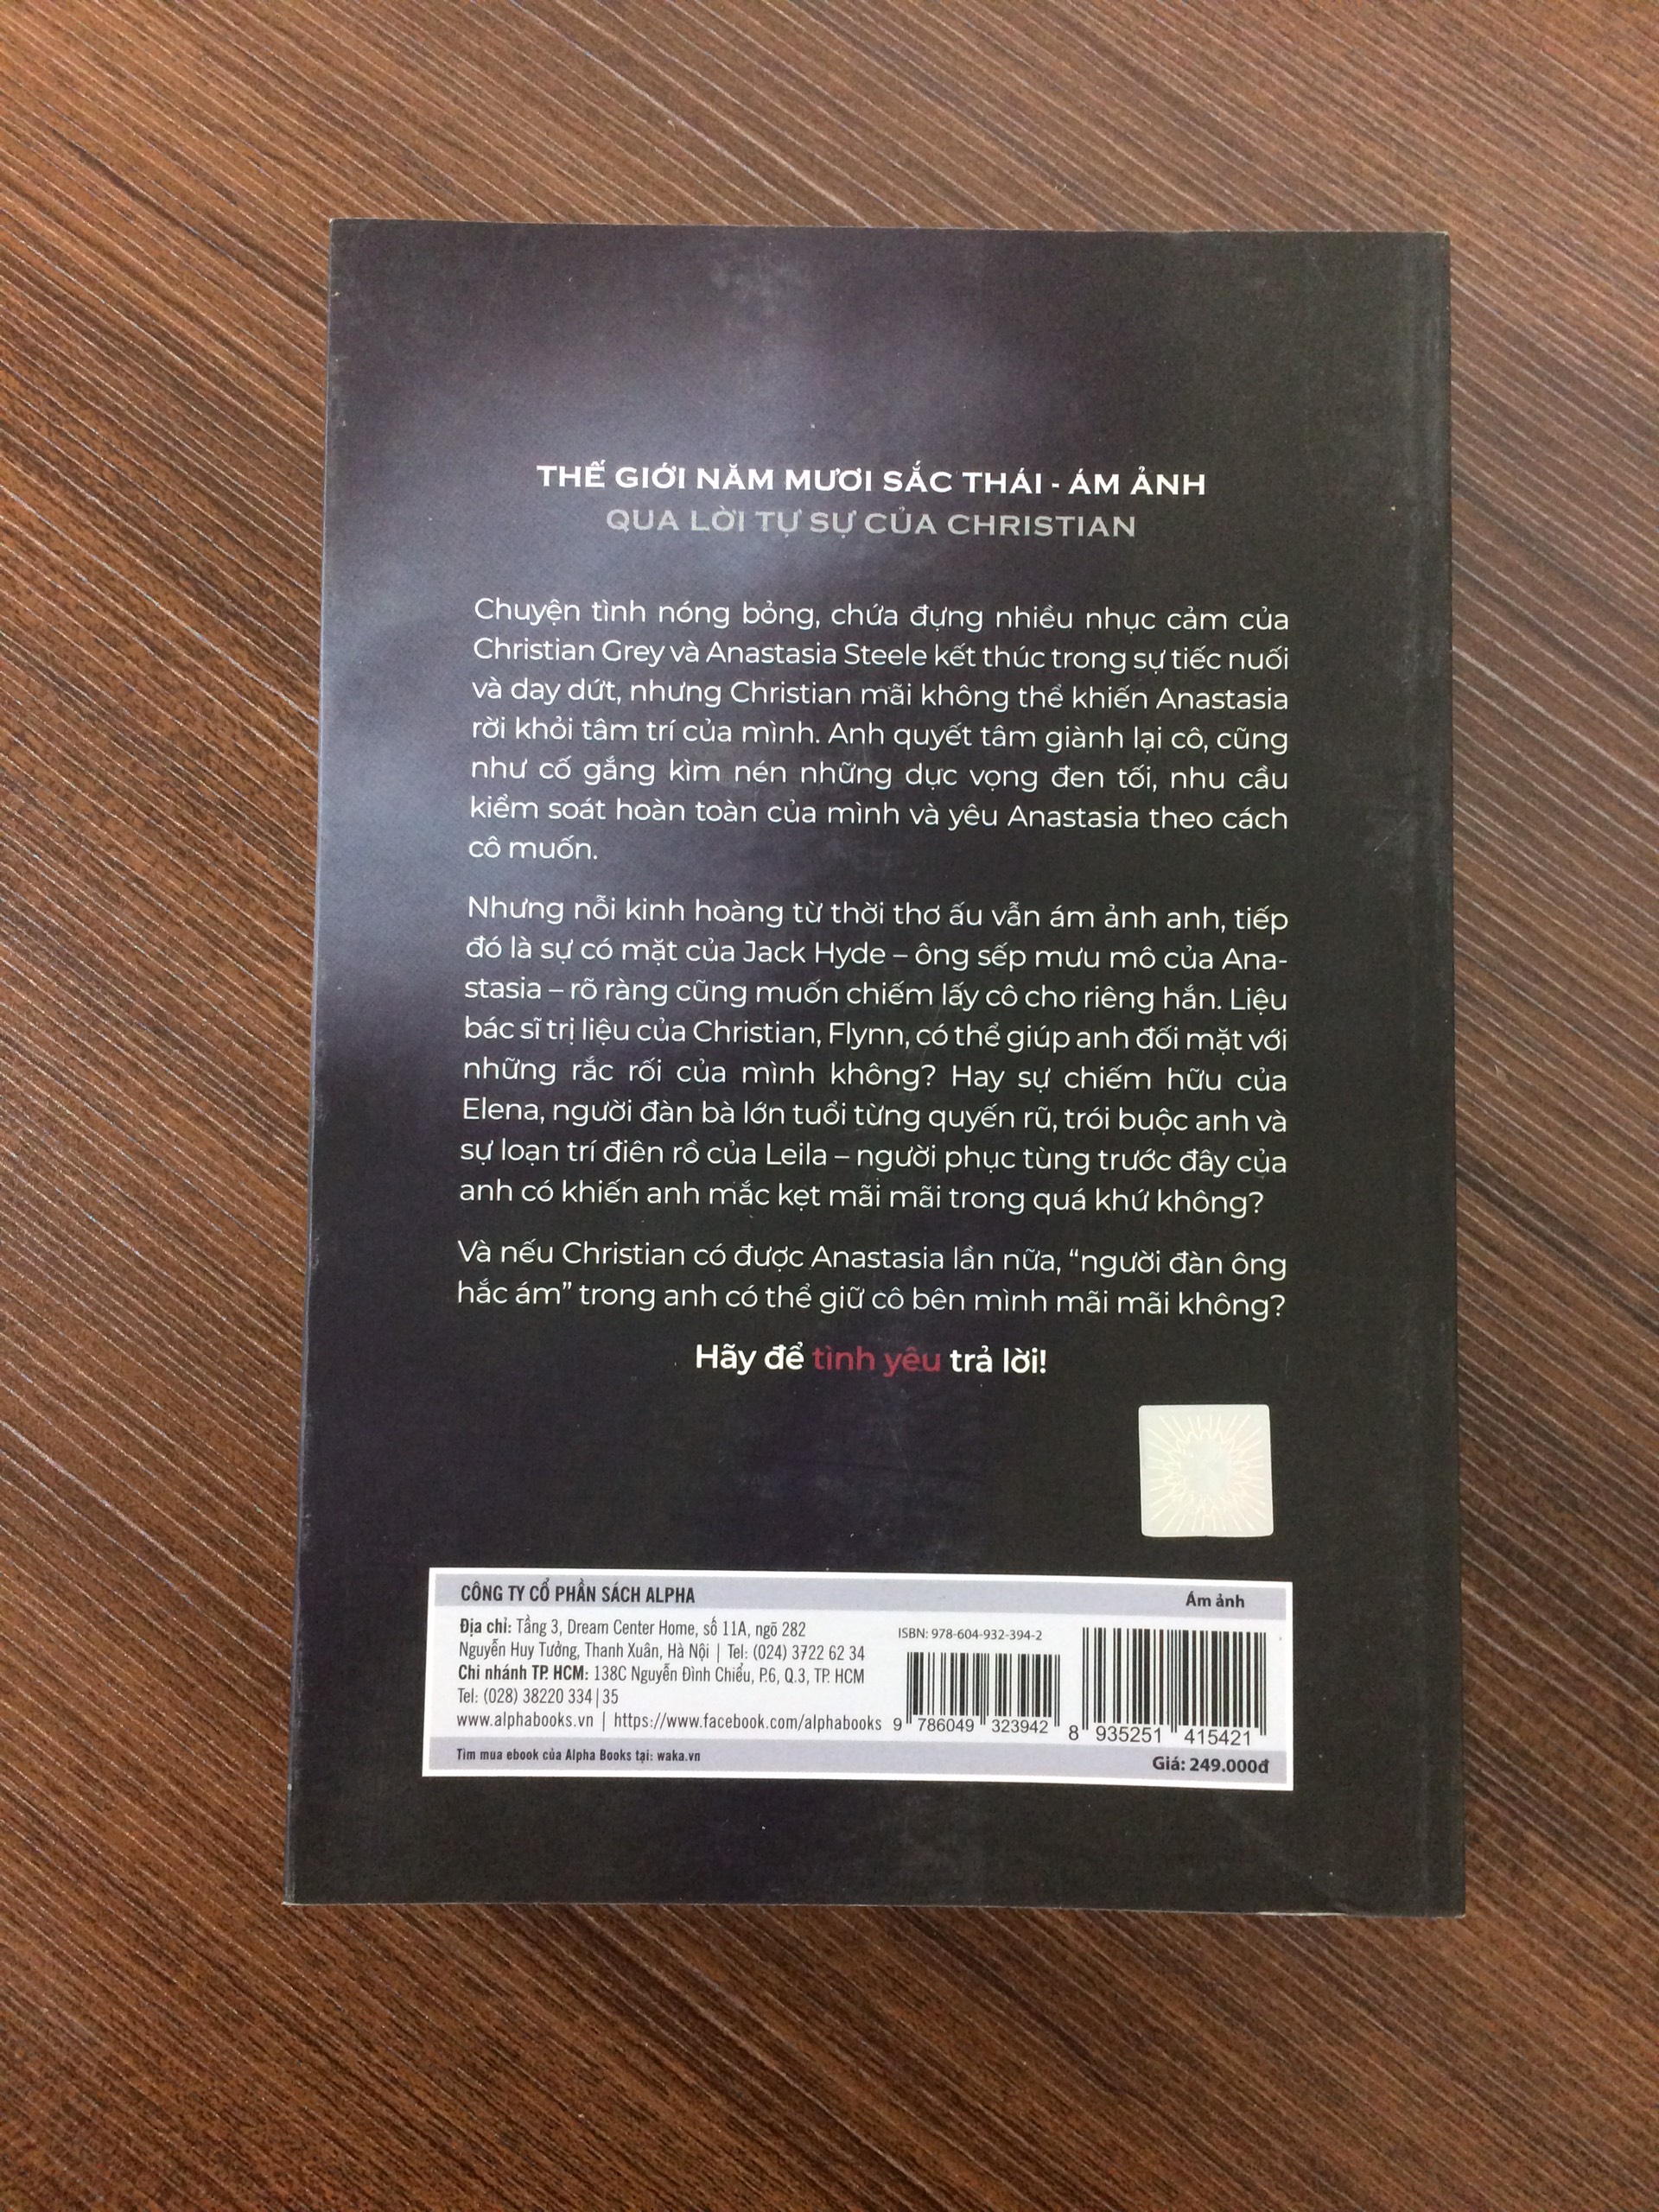 THẾ GIỚI NĂM MƯƠI SẮC THÁI - ÁM ẢNH
QUA LỜI TỰ SỰ CỦA CHRISTIAN
Chuyện tình nóng bỏng, chứa đựng nhiều nhục cảm của
Christian Grey và Anastasia Steele kết thúc trong sự tiếc nuối
và day dứt, nhưng Christian mãi không thể khiến Anastasia
rời khỏi tâm trí của mình. Anh quyết tâm giành lại cô, cũng
như cố gắng kìm nén những dục vọng đen tối, nhu cầu
kiểm soát hoàn toàn của mình và yêu Anastasia theo cách
cô muốn.
Nhưng nỗi kinh hoàng từ thời thơ ấu vẫn ám ảnh anh, tiếp
đó là sự có mặt của Jack Hyde – ông sếp mưu mô của Ana-
stasia – rõ ràng cũng muốn chiếm lấy cô cho riêng hắn. Liệu
bác sĩ trị liệu của Christian, Flynn, có thể giúp anh đối mặt với
những rắc rối của mình không? Hay sự chiếm hữu của
Elena, người đàn bà lớn tuổi từng quyến rũ, trói buộc anh và
sự loạn trí điên rồ của Leila – người phục tùng trước đây của
anh có khiến anh mắc kẹt mãi mãi trong quá khứ không?
Và nếu Christian có được Anastasia lần nữa, “người đàn ông
hắc ám” trong anh có thể giữ cô bên mình mãi mãi không?
Hãy để tình yêu trả lời!
CÔNG TY CỔ PHẦN SÁCH ALPHA
Ám ảnh
Địa chỉ: Tầng 3, Dream Center Home, số 11A, ngõ 282
Nguyễn Huy Tưởng, Thanh Xuân, Hà Nội | Tel: (024) 3722 62 34
Chi nhánh TP. HCM: 138C Nguyễn Đình Chiểu, P.6, Q.3, TP. HCM
Tel: (028) 38220 334|35
www.alphabooks.vn | https://www.facebook.com/alphabooks
ISBN: 978-604-932-394-2
9 786049 323942
8 935251 415421
Tìm mua ebook của Alpha Books tại: waka.vn
Giá: 249.000đ